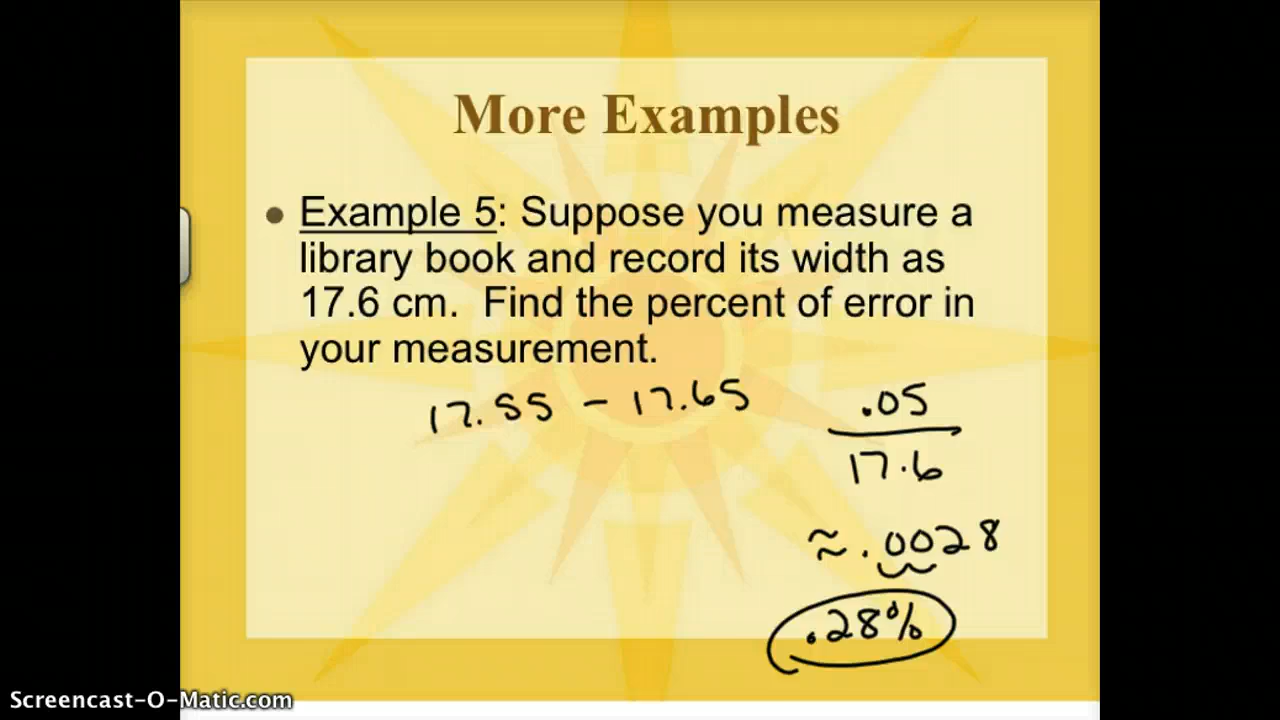 More Examples
• Example 5: Suppose you measure a
library book and record its width as
17.6 cm. Find the percent of error in
your measurement.
17.55 – 17.65
.05
17.6
≈ .0028
.28%
Screencast-O-Matic.com